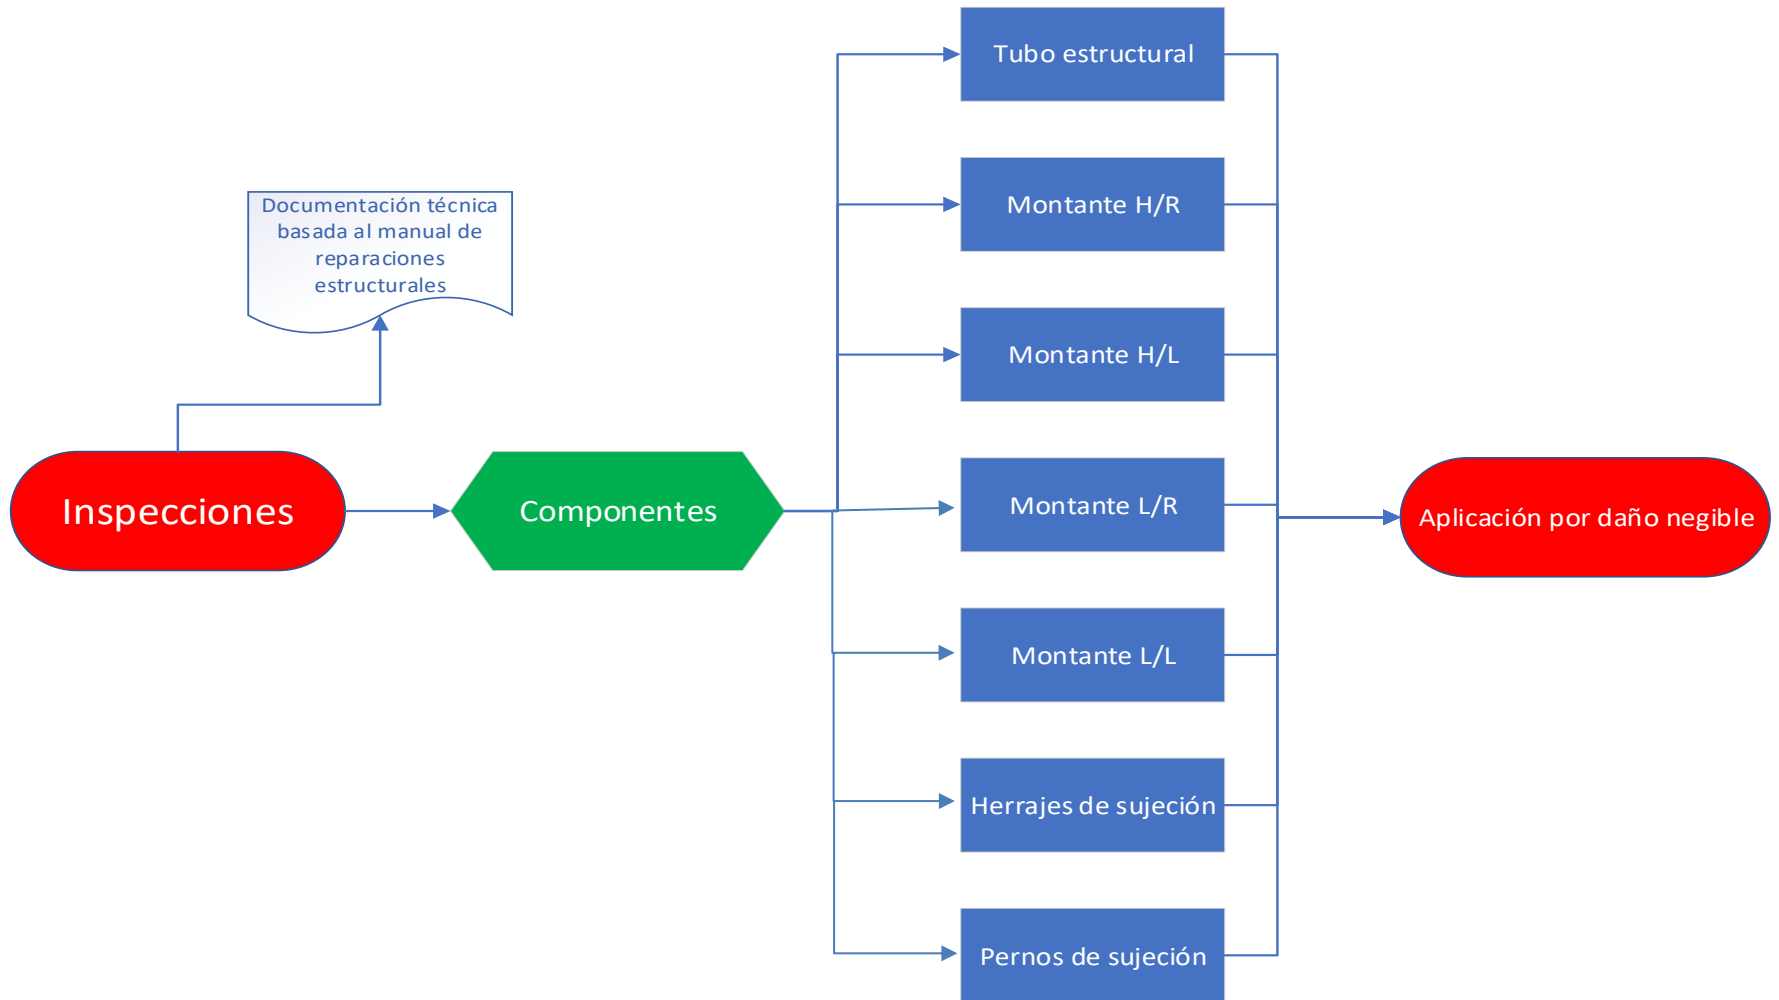 Tubo estructural
Montante H/R
Documentación técnica
basada al manual de
reparaciones
estructurales
Montante H/L
Inspecciones
Componentes
Montante L/R
Aplicación por daño negible
Montante L/L
Herrajes de sujeción
Pernos de sujeción